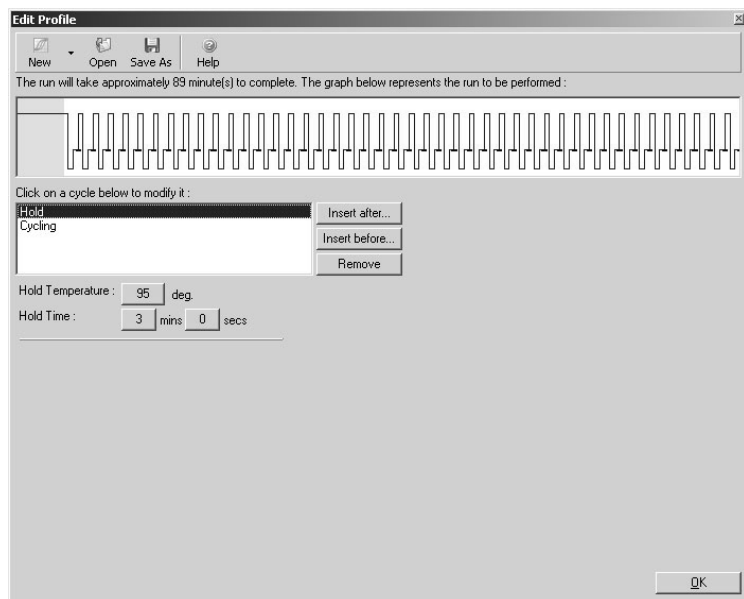 Edit Profile
New Open Save As Help
The run will take approximately 89 minute(s) to complete. The graph below represents the run to be performed :
Click on a cycle below to modify it :
Hold
Cycling
Insert after...
Insert before...
Remove
Hold Temperature : 95 deg.
Hold Time : 3 mins 0 secs
OK